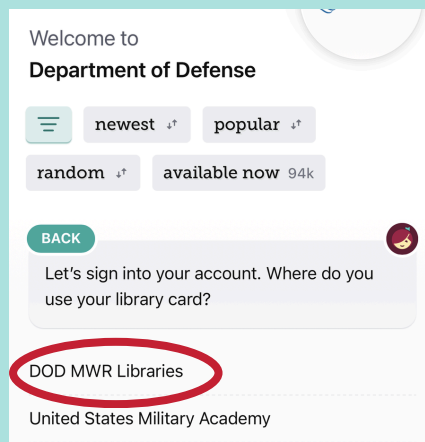 Welcome to
Department of Defense
newest
popular
random
available now 94k
BACK
Let's sign into your account. Where do you
use your library card?
DOD MWR Libraries
United States Military Academy